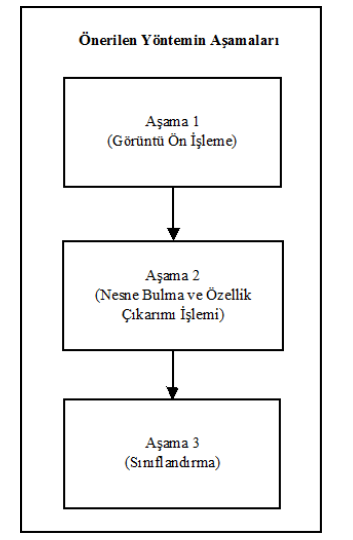 Önerilen Yöntemin Aşamaları
Aşama 1
(Görüntü Ön İşleme)
Aşama 2
(Nesne Bulma ve Özellik
Çıkarımı İşlemi)
Aşama 3
(Sınıflandırma)